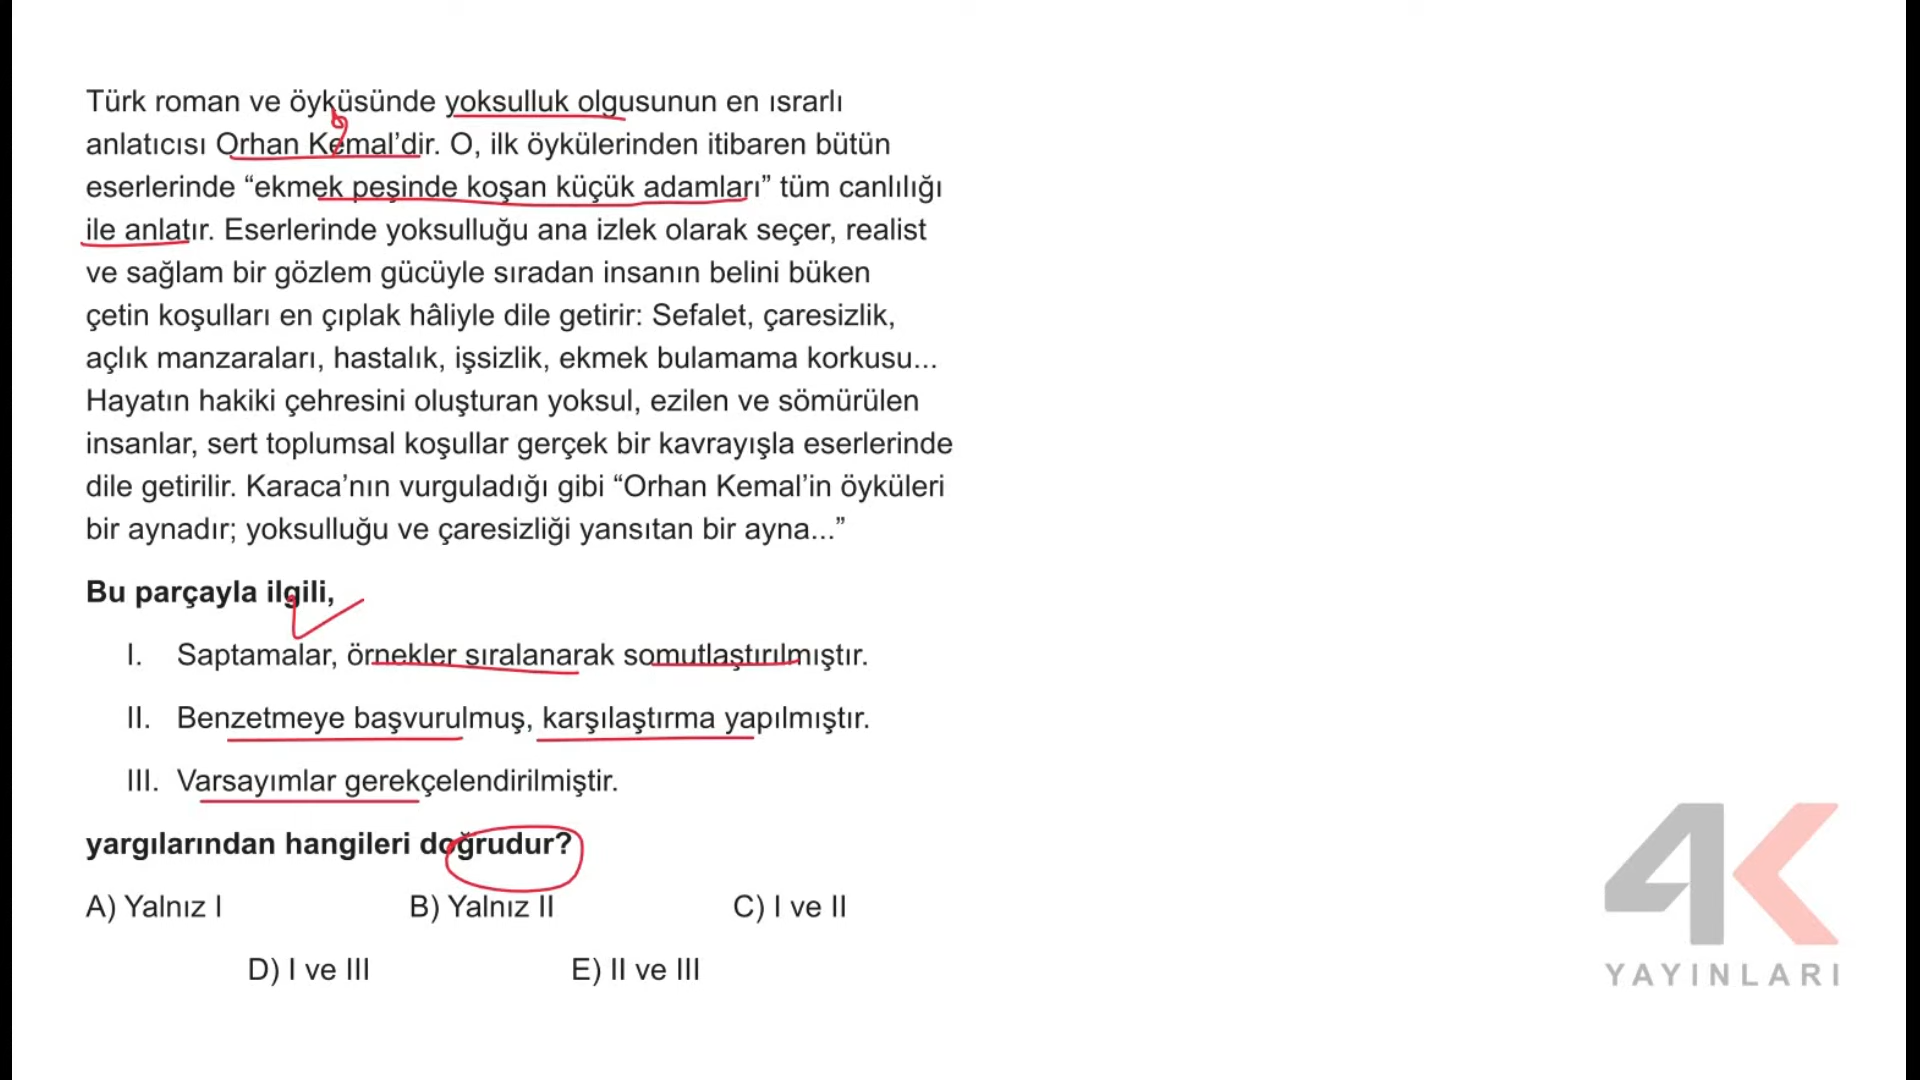 Türk roman ve öyküsünde yoksulluk olgusunun en ısrarlı
anlatıcısı Orhan Kemal’dir. O, ilk öykülerinden itibaren bütün
eserlerinde “ekmek peşinde koşan küçük adamları” tüm canlılığı
ile anlatır. Eserlerinde yoksulluğu ana izlek olarak seçer, realist
ve sağlam bir gözlem gücüyle sıradan insanın belini büken
çetin koşulları en çıplak hâliyle dile getirir: Sefalet, çaresizlik,
açlık manzaraları, hastalık, işsizlik, ekmek bulamama korkusu...
Hayatın hakiki çehresini oluşturan yoksul, ezilen ve sömürülen
insanlar, sert toplumsal koşullar gerçek bir kavrayışla eserlerinde
dile getirilir. Karaca’nın vurguladığı gibi “Orhan Kemal’in öyküleri
bir aynadır; yoksulluğu ve çaresizliği yansıtan bir ayna...”
Bu parçayla ilgili,
I. Saptamalar, örnekler sıralanarak somutlaştırılmıştır.
II. Benzetmeye başvurulmuş, karşılaştırma yapılmıştır.
III. Varsayımlar gerekçelendirilmiştir.
yargılarından hangileri doğrudur?
A) Yalnız I B) Yalnız II C) I ve II
D) I ve III E) II ve III
4K
YAYINLARI